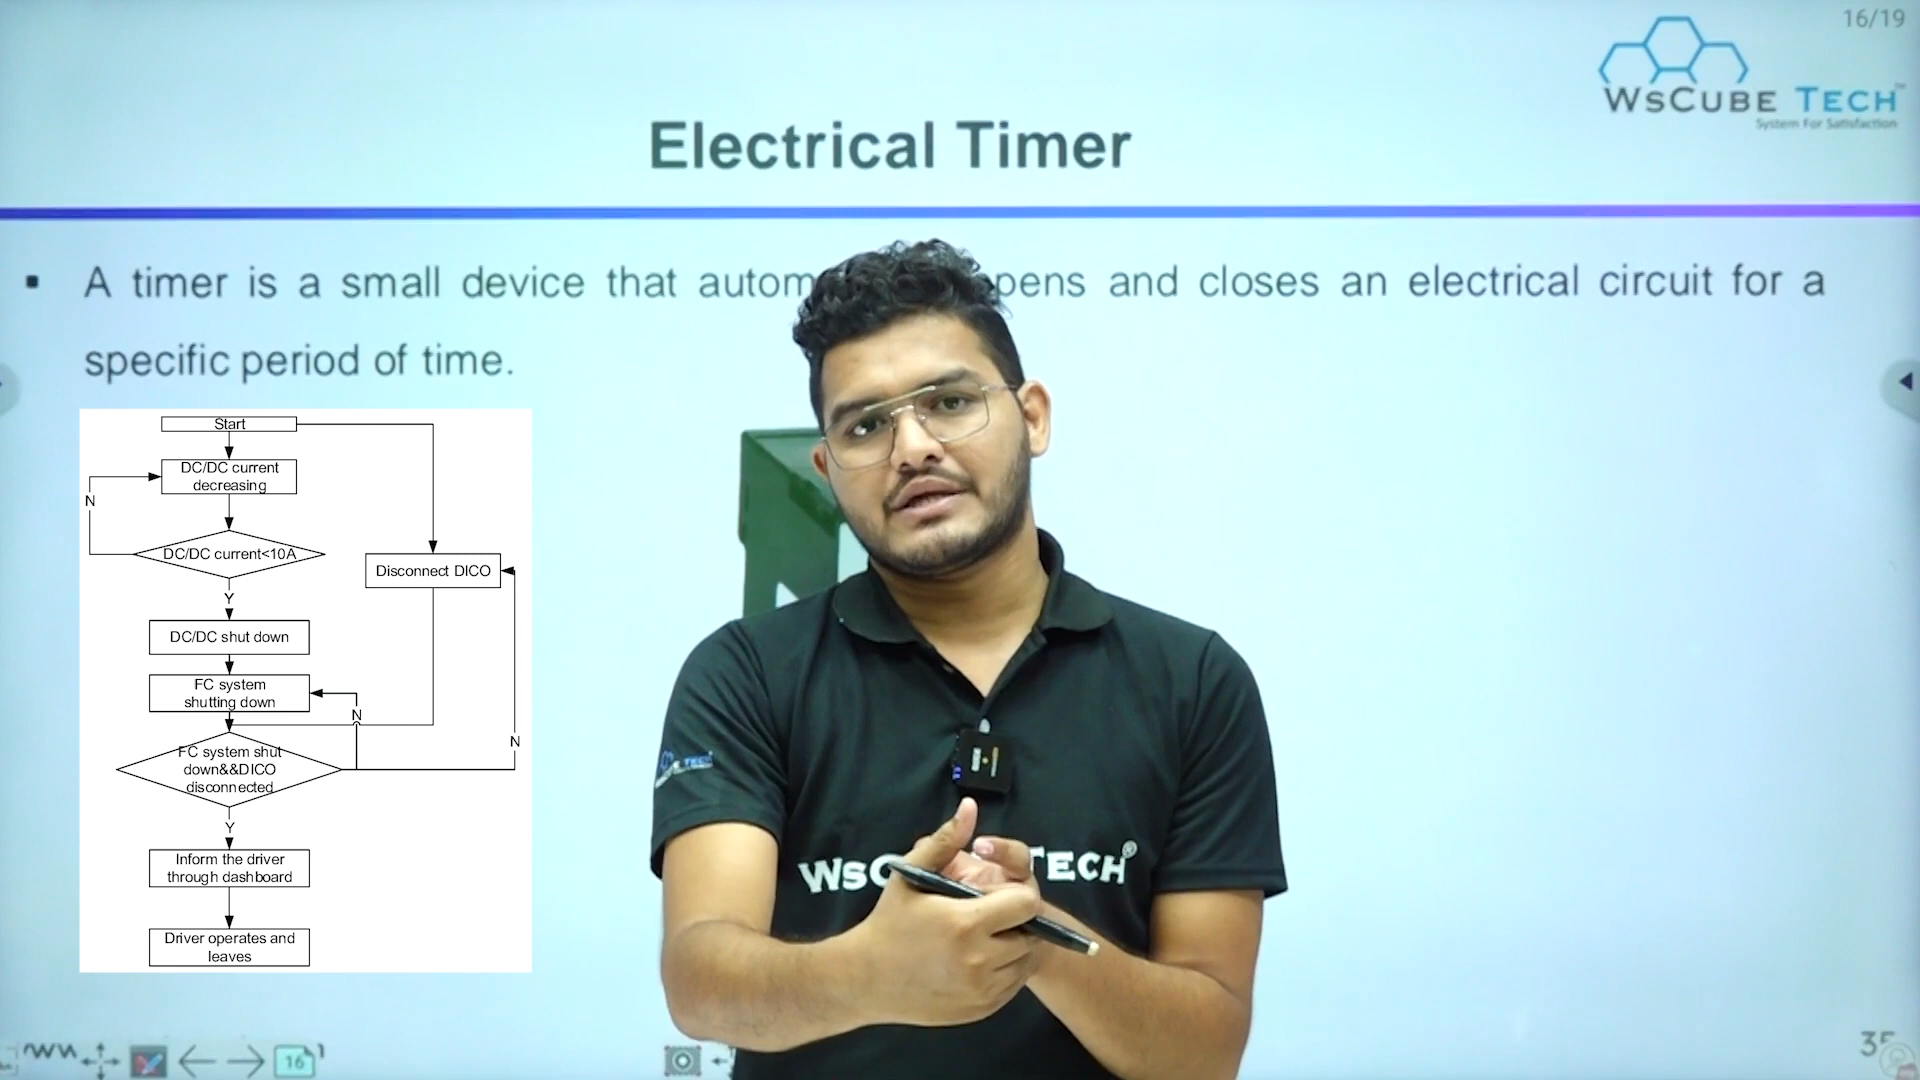 16/19
WSCUBE TECH™
System For Satisfaction
Electrical Timer
▪ A timer is a small device that autom pens and closes an electrical circuit for a
specific period of time.
Start
DC/DC current
decreasing
N
DC/DC current<10A
Disconnect DICO
Y
DC/DC shut down
FC system
shutting down
N
N
FC system shut
down&&DICO
disconnected
Y
Inform the driver
through dashboard
Driver operates and
leaves
TECH
WSC TECH®
16